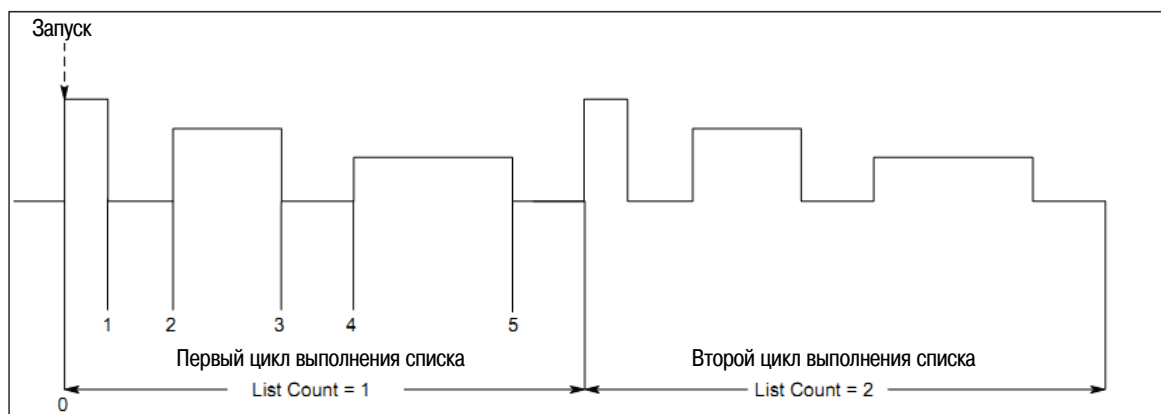 Запуск
1 2 3 4 5
Первый цикл выполнения списка
Второй цикл выполнения списка
List Count = 1
List Count = 2
0